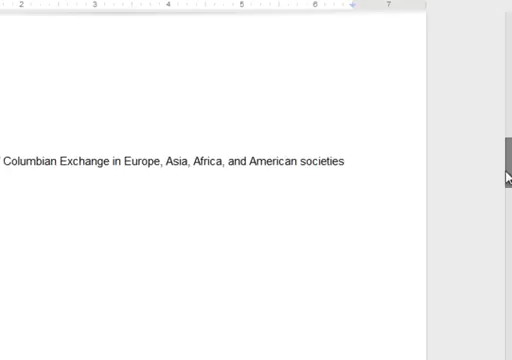 2 3 4 5 6 7
Columbian Exchange in Europe, Asia, Africa, and American societies